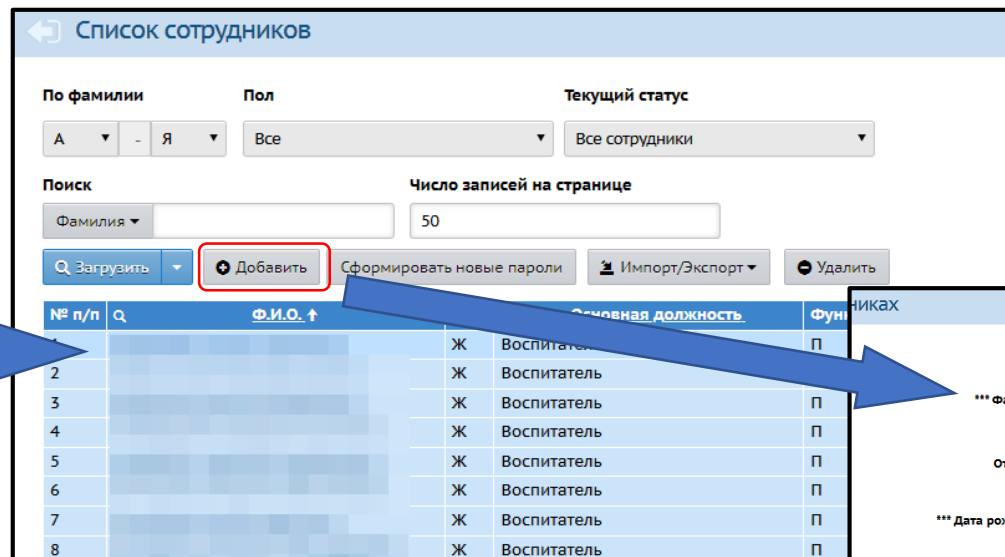 Список сотрудников
По фамилии Пол Текущий статус
А - Я Все Все сотрудники
Поиск Число записей на странице
Фамилия 50
Загрузить Добавить Сформировать новые пароли Импорт/Экспорт Удалить
№ п/п Ф.И.О. Основная должность
Ж П
2 Ж Воспитатель
3 Ж Воспитатель П
4 Ж Воспитатель П
5 Ж Воспитатель П
6 Ж Воспитатель П
7 Ж Воспитатель П
8 Ж Воспитатель П
никах
***
*** Дата